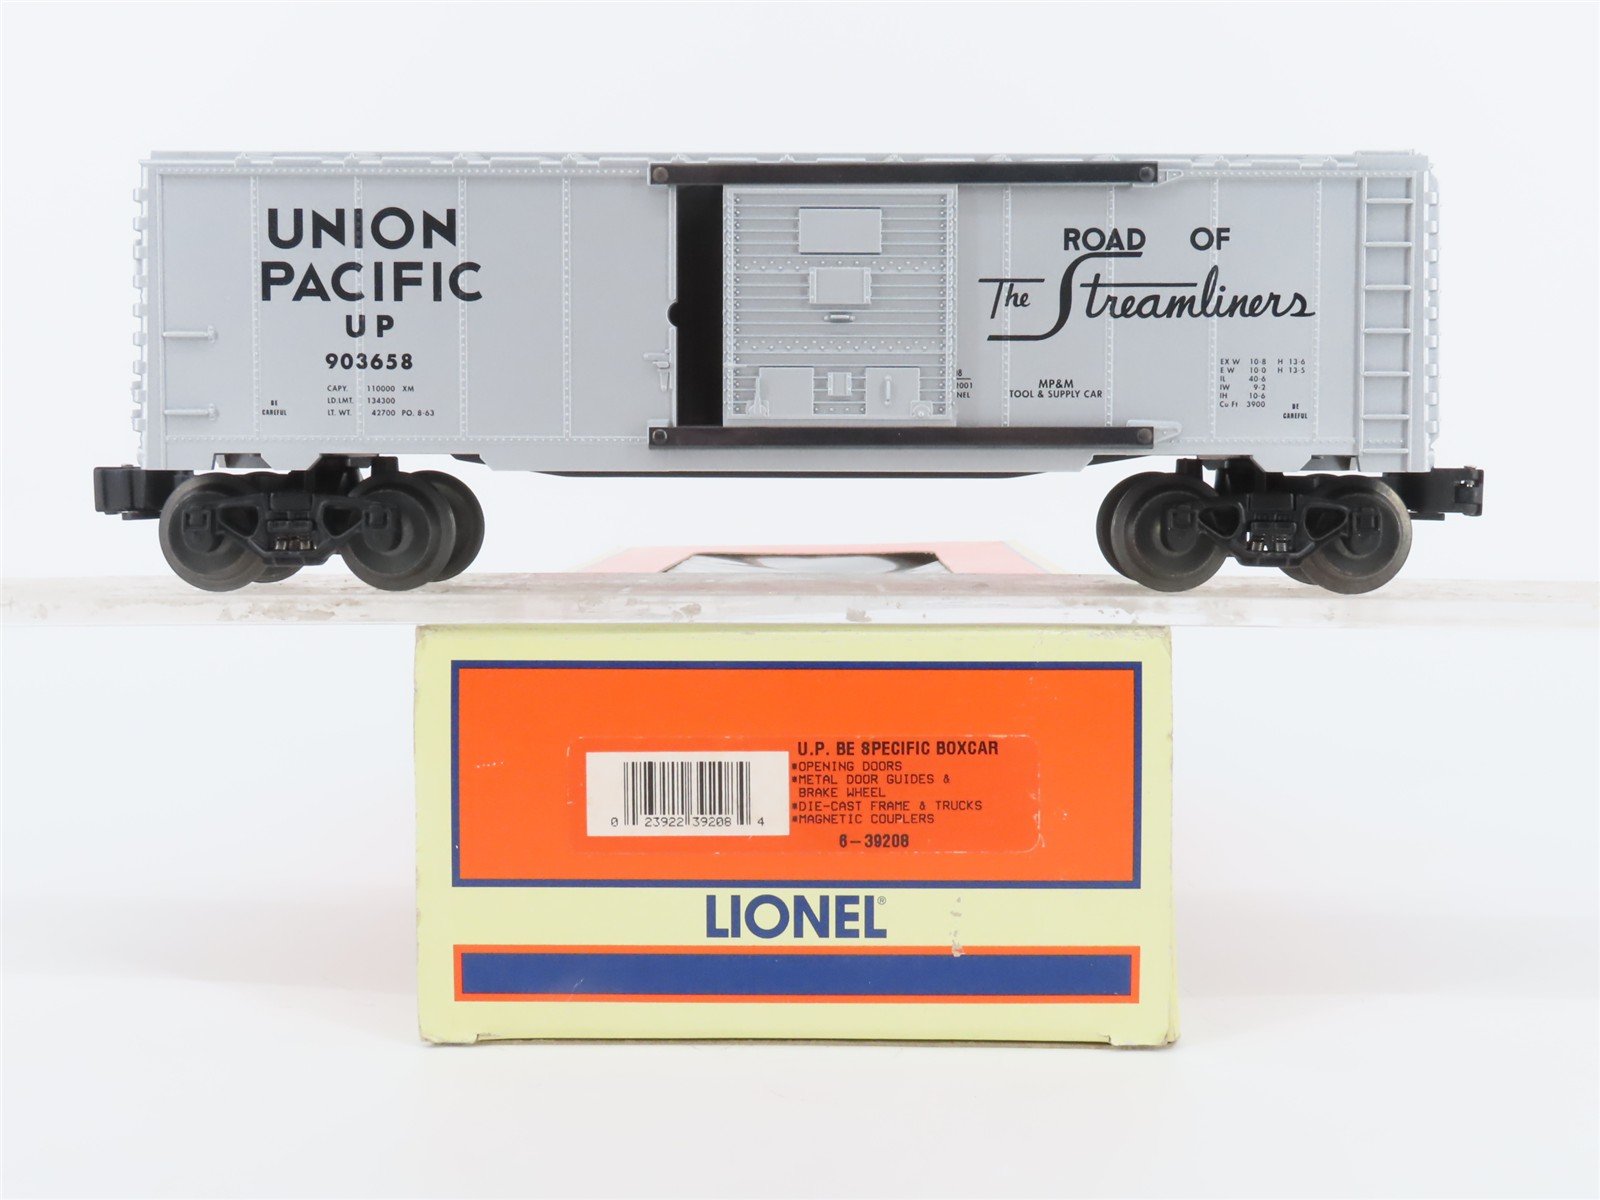 UNION
PACIFIC
UP
903658
CAPY. 110000 XM
LD.LMT. 134300
LT. WT. 42700 PO. 8-63
BE
CAREFUL
ROAD OF
The Streamliners
2001
MP&M
TOOL & SUPPLY CAR
EX W 10-8 H 13-6
E W 10-0 H 13-5
IL 40-6
IW 9-2
IH 10-6
Cu Ft 3900
BE
CAREFUL
U.P. BE SPECIFIC BOXCAR
*OPENING DOORS
*METAL DOOR GUIDES &
BRAKE WHEEL
*DIE-CAST FRAME & TRUCKS
*MAGNETIC COUPLERS
6-39208
0 23922 39208 4
LIONEL®